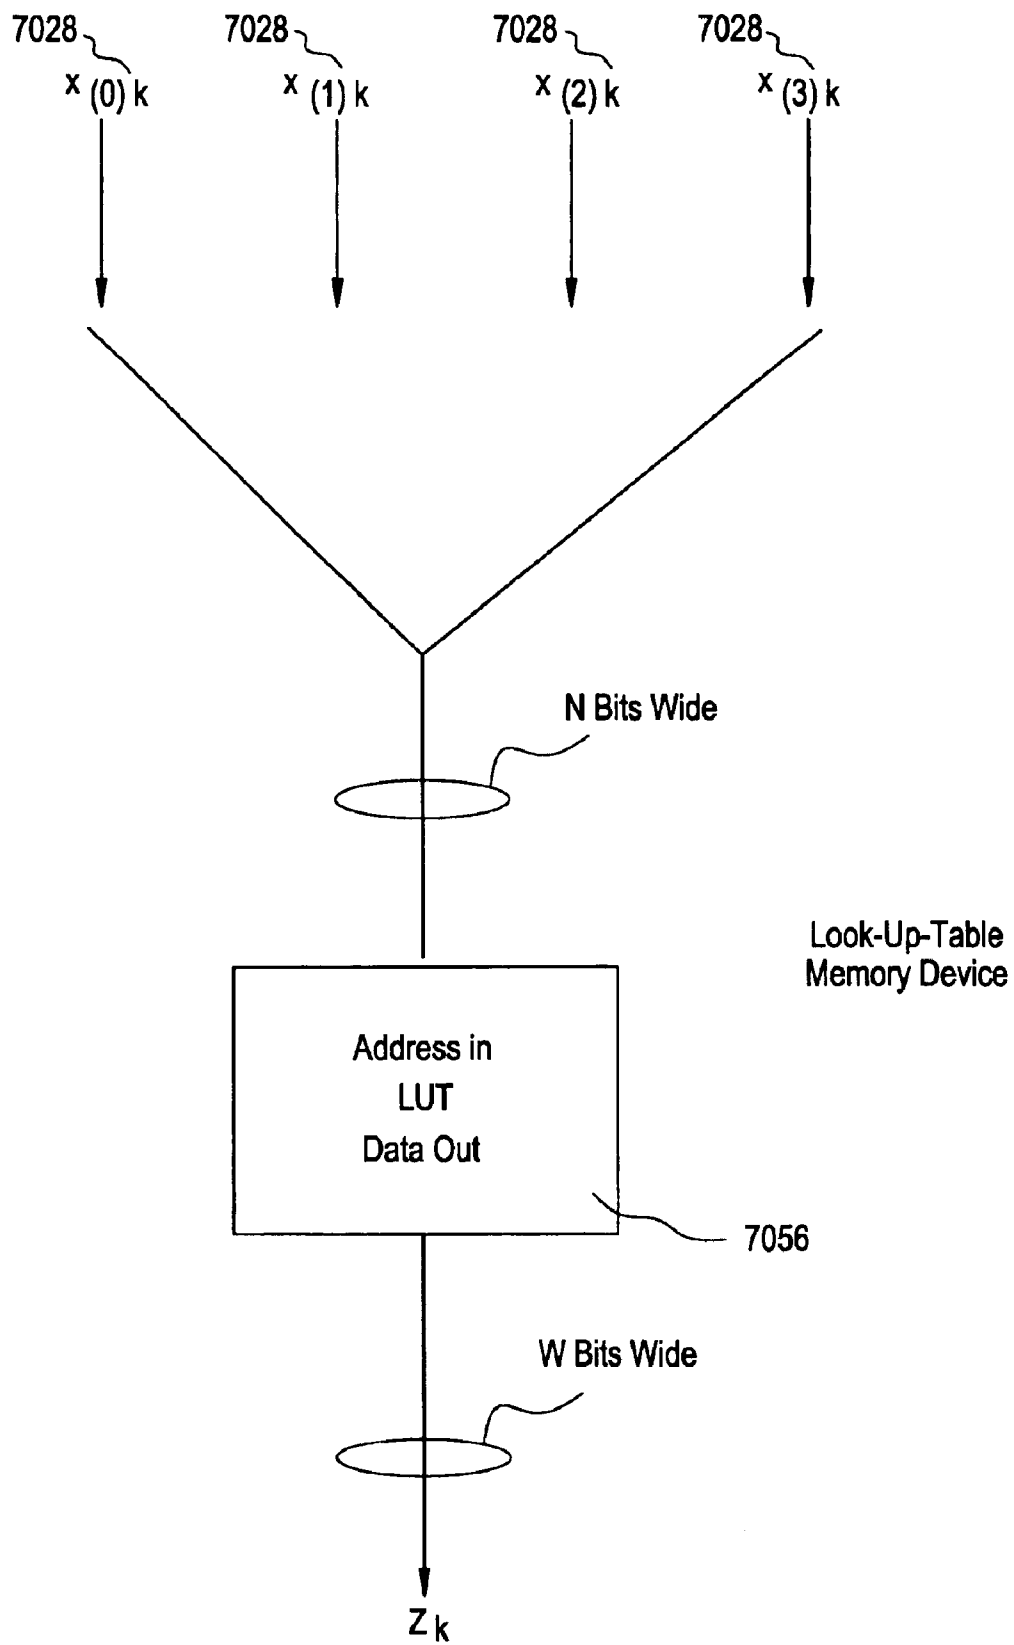 7028 7028 7028 7028
x (0) k x (1) k x (2) k x (3) k
N Bits Wide
Look-Up-Table
Memory Device
Address in
LUT
Data Out
7056
W Bits Wide
Z k